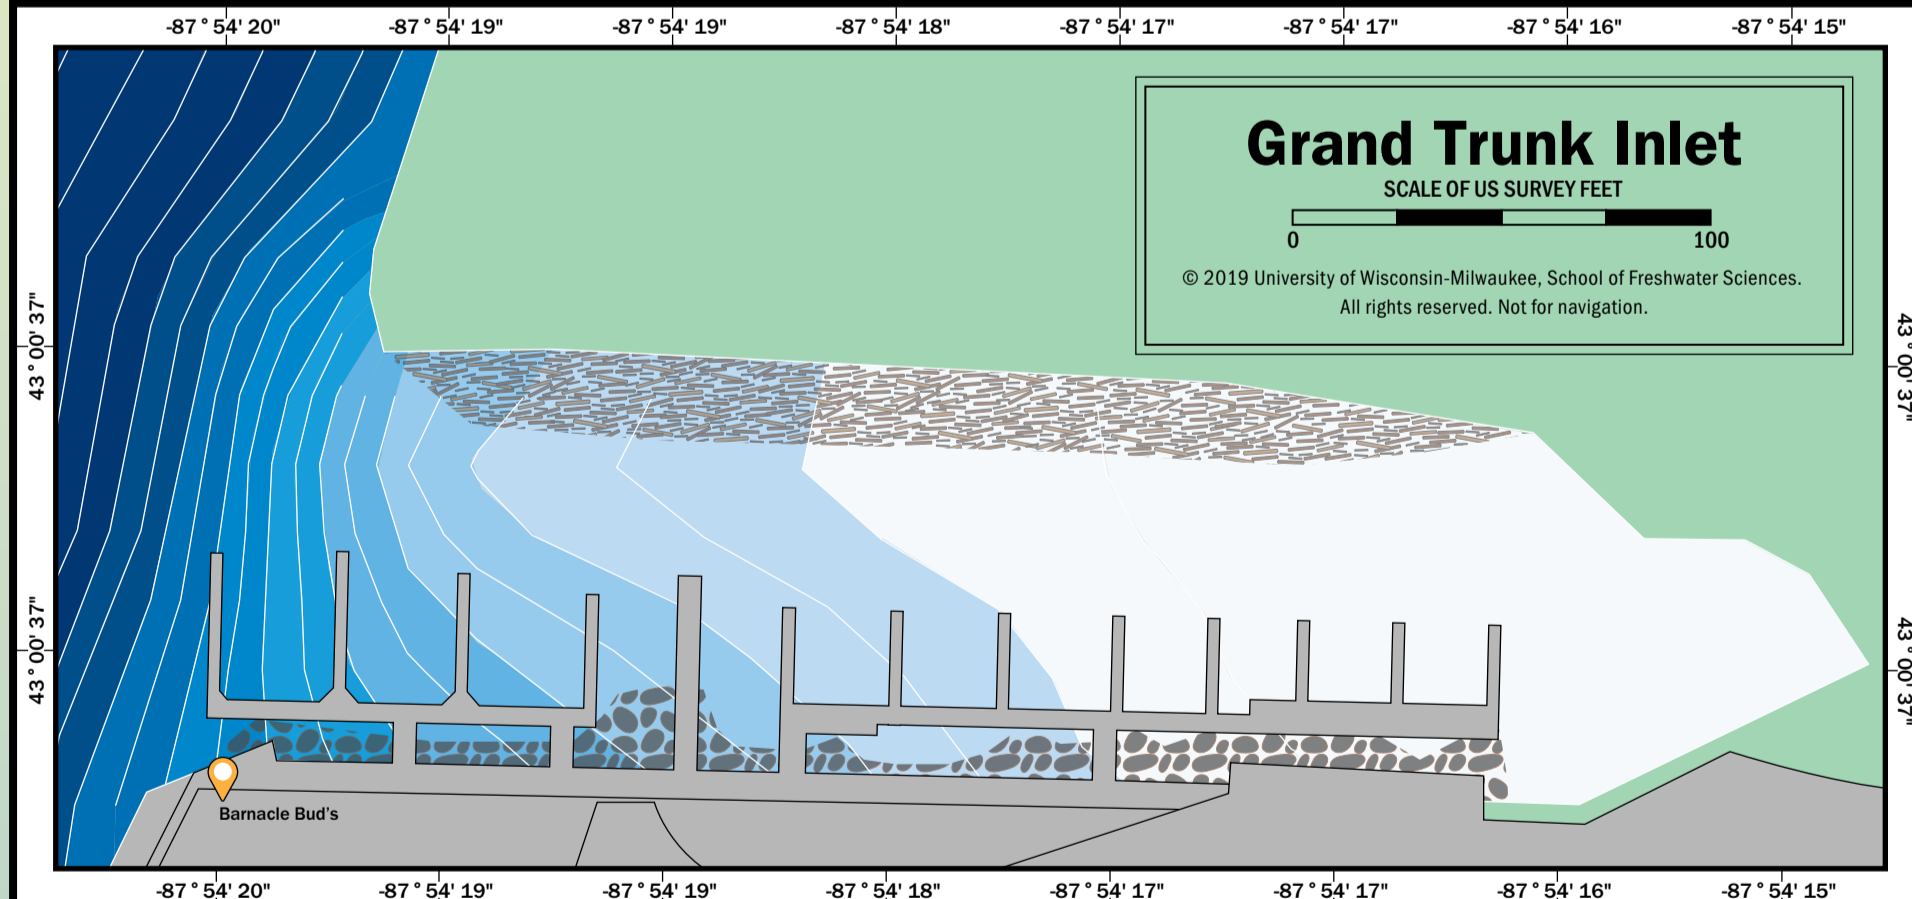 -87 ° 54' 20"
-87 ° 54' 19"
-87 ° 54' 19"
-87 ° 54' 18"
-87 ° 54' 17"
-87 ° 54' 17"
-87 ° 54' 16"
-87 ° 54' 15"
Grand Trunk Inlet
SCALE OF US SURVEY FEET
0 100
© 2019 University of Wisconsin-Milwaukee, School of Freshwater Sciences.
All rights reserved. Not for navigation.
43 ° 00' 37"
43 ° 00' 37"
43 ° 00' 37"
43 ° 00' 37"
Barnacle Bud's
-87 ° 54' 20"
-87 ° 54' 19"
-87 ° 54' 19"
-87 ° 54' 18"
-87 ° 54' 17"
-87 ° 54' 17"
-87 ° 54' 16"
-87 ° 54' 15"